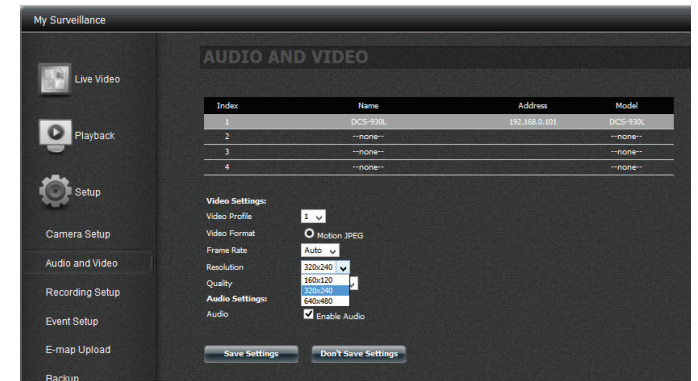 My Surveillance
Live Video
Playback
Setup
Camera Setup
Audio and Video
Recording Setup
Event Setup
E-map Upload
Backup
AUDIO AND VIDEO
Index Name Address Model
1 DCS-930L 192.168.0.101 DCS-930L
2 --none-- --none--
3 --none-- --none--
4 --none-- --none--
Video Settings:
Video Profile 1
Video Format Motion JPEG
Frame Rate Auto
Resolution 320x240
160x120
320x240
640x480
Quality
Audio Settings:
Audio Enable Audio
Save Settings Don't Save Settings